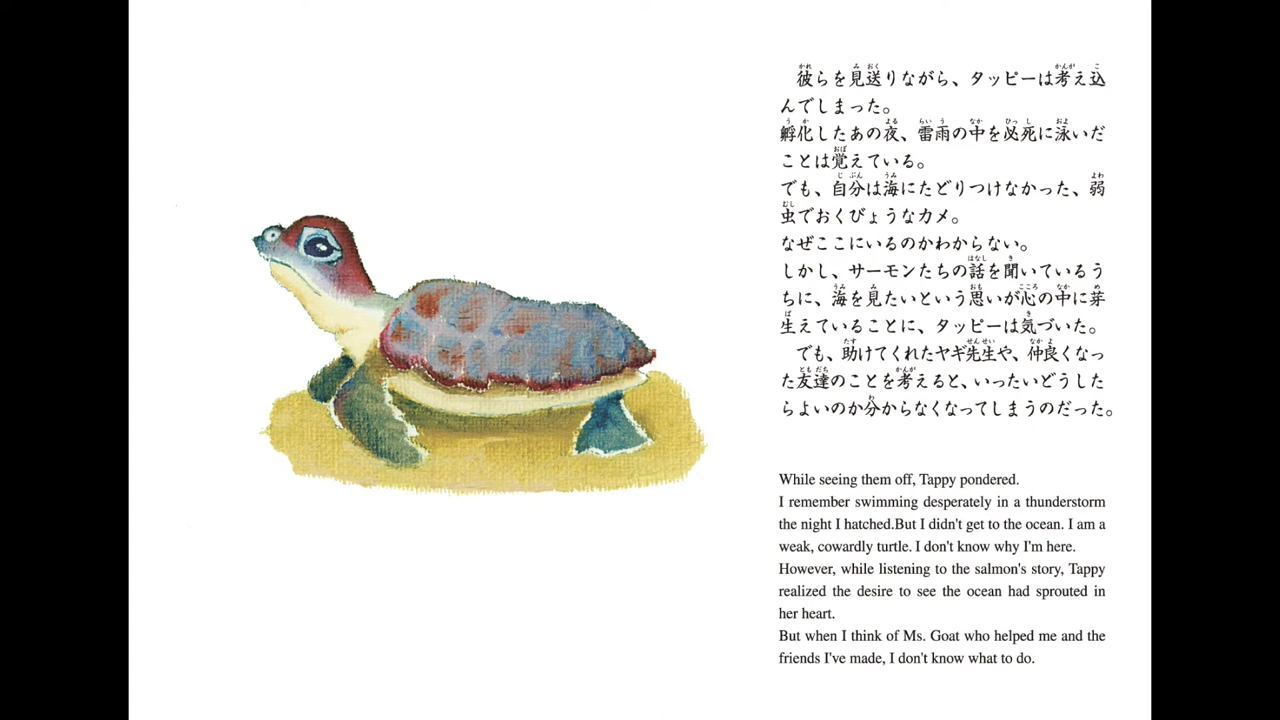 彼らを見送りながら、タッピーは考え込
んでしまった。
孵化したあの夜、雷雨の中を必死に泳いだ
ことは覚えている。
でも、自分は海にたどりつけなかった、弱
虫でおくびょうなカメ。
なぜここにいるのかわからない。
しかし、サーモンたちの話を聞いているう
ちに、海を見たいという思いが心の中に芽
生えていることに、タッピーは気づいた。
でも、助けてくれたヤギ先生や、仲良くなっ
た友達のことを考えると、いったいどうした
らよいのか分からなくなってしまうのだった。
While seeing them off, Tappy pondered.
I remember swimming desperately in a thunderstorm
the night I hatched.But I didn't get to the ocean. I am a
weak, cowardly turtle. I don't know why I'm here.
However, while listening to the salmon's story, Tappy
realized the desire to see the ocean had sprouted in
her heart.
But when I think of Ms. Goat who helped me and the
friends I've made, I don't know what to do.